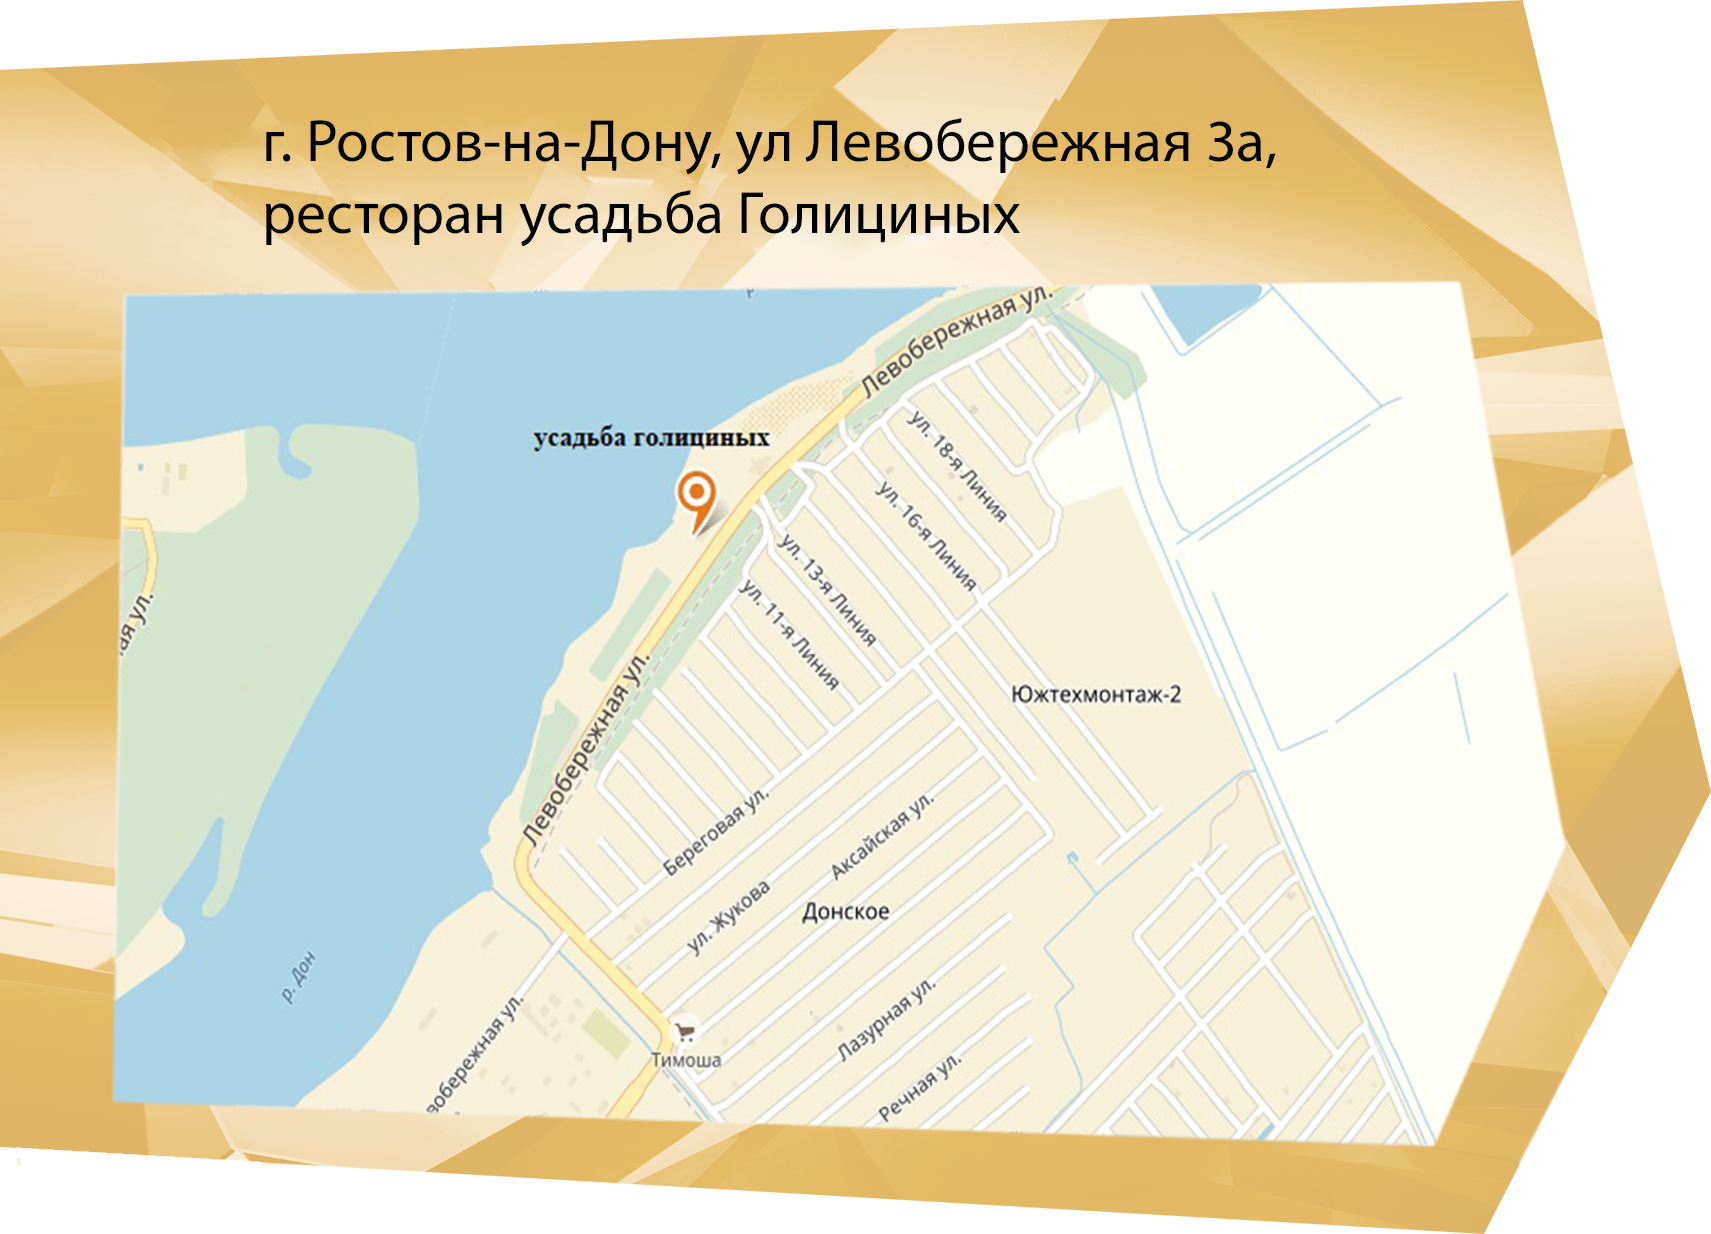 г. Ростов-на-Дону, ул Левобережная 3а,
ресторан усадьба Голициных
Левобережная ул.
усадьба голициных
ул. 18-я Линия
ул. 16-я Линия
ул. 13-я Линия
ул. 11-я Линия
ая ул.
Левобережная ул.
Южтехмонтаж-2
Береговая ул.
Аксайская ул.
ул. Жукова
Донское
р. Дон
Лазурная ул.
вобережная ул.
Тимоша
Речная ул.